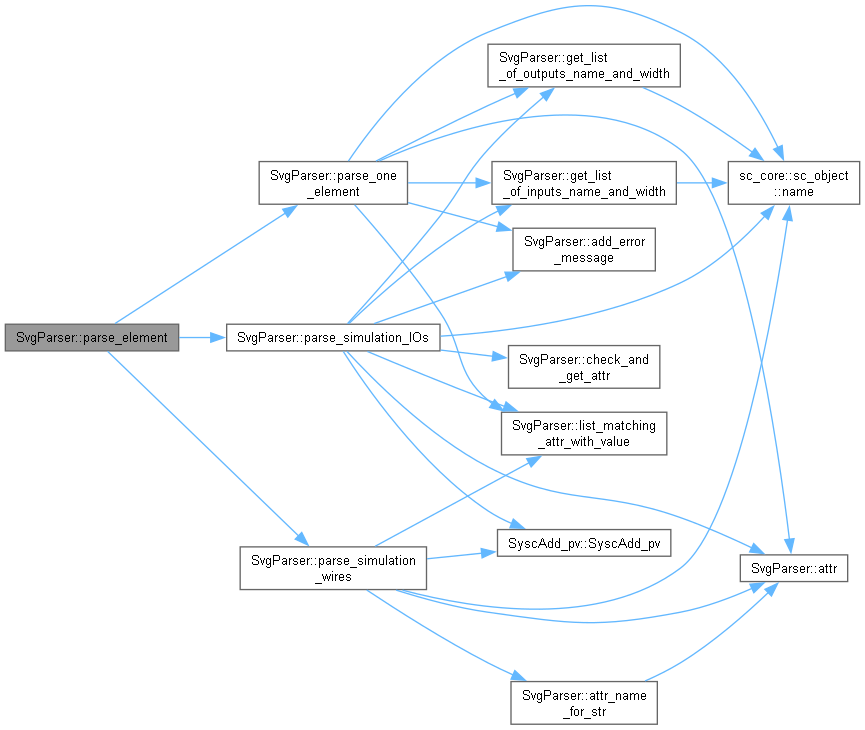 SvgParser::get_list
_of_outputs_name_and_width
SvgParser::parse_one
_element
SvgParser::get_list
_of_inputs_name_and_width
sc_core::sc_object
::name
SvgParser::add_error
_message
SvgParser::parse_element
SvgParser::parse_simulation_IOs
SvgParser::check_and
_get_attr
SvgParser::list_matching
_attr_with_value
SyscAdd_pv::SyscAdd_pv
SvgParser::parse_simulation
_wires
SvgParser::attr
SvgParser::attr_name
_for_str